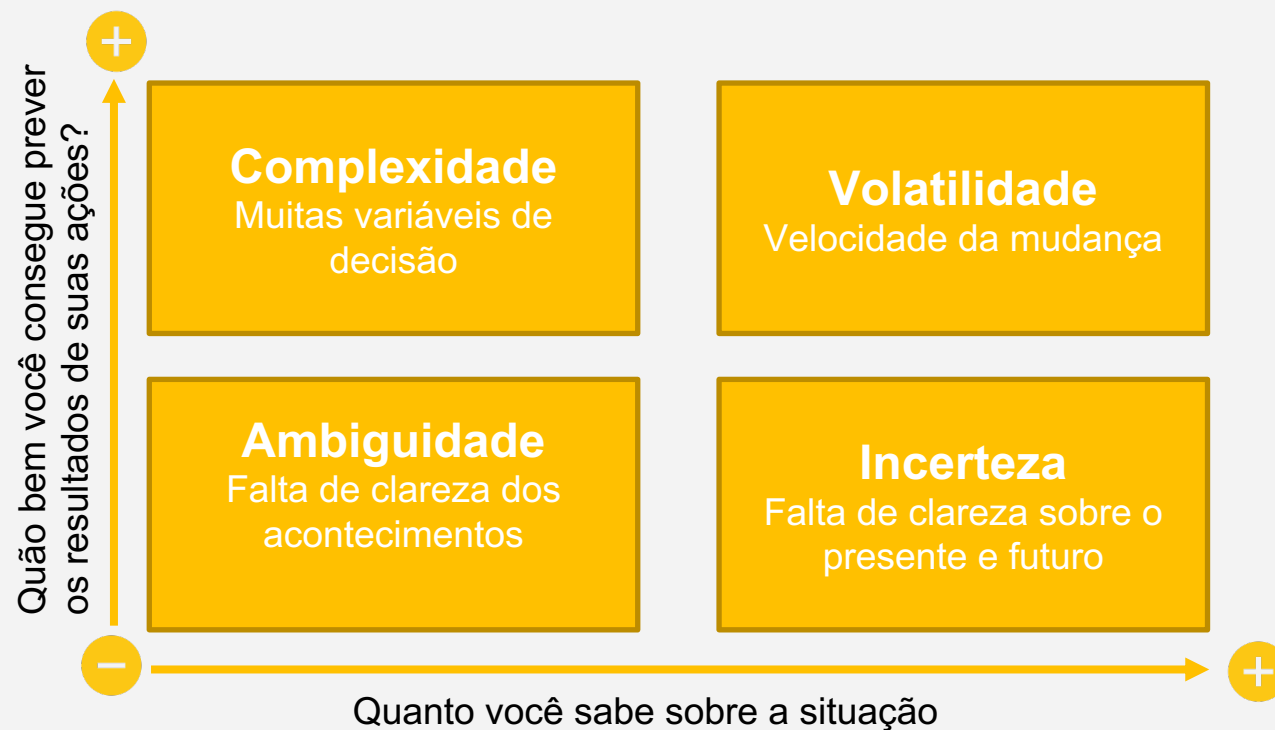 Quão bem você consegue prever
os resultados de suas ações?
Complexidade
Muitas variáveis de
decisão
Volatilidade
Velocidade da mudança
Ambiguidade
Falta de clareza dos
acontecimentos
Incerteza
Falta de clareza sobre o
presente e futuro
Quanto você sabe sobre a situação